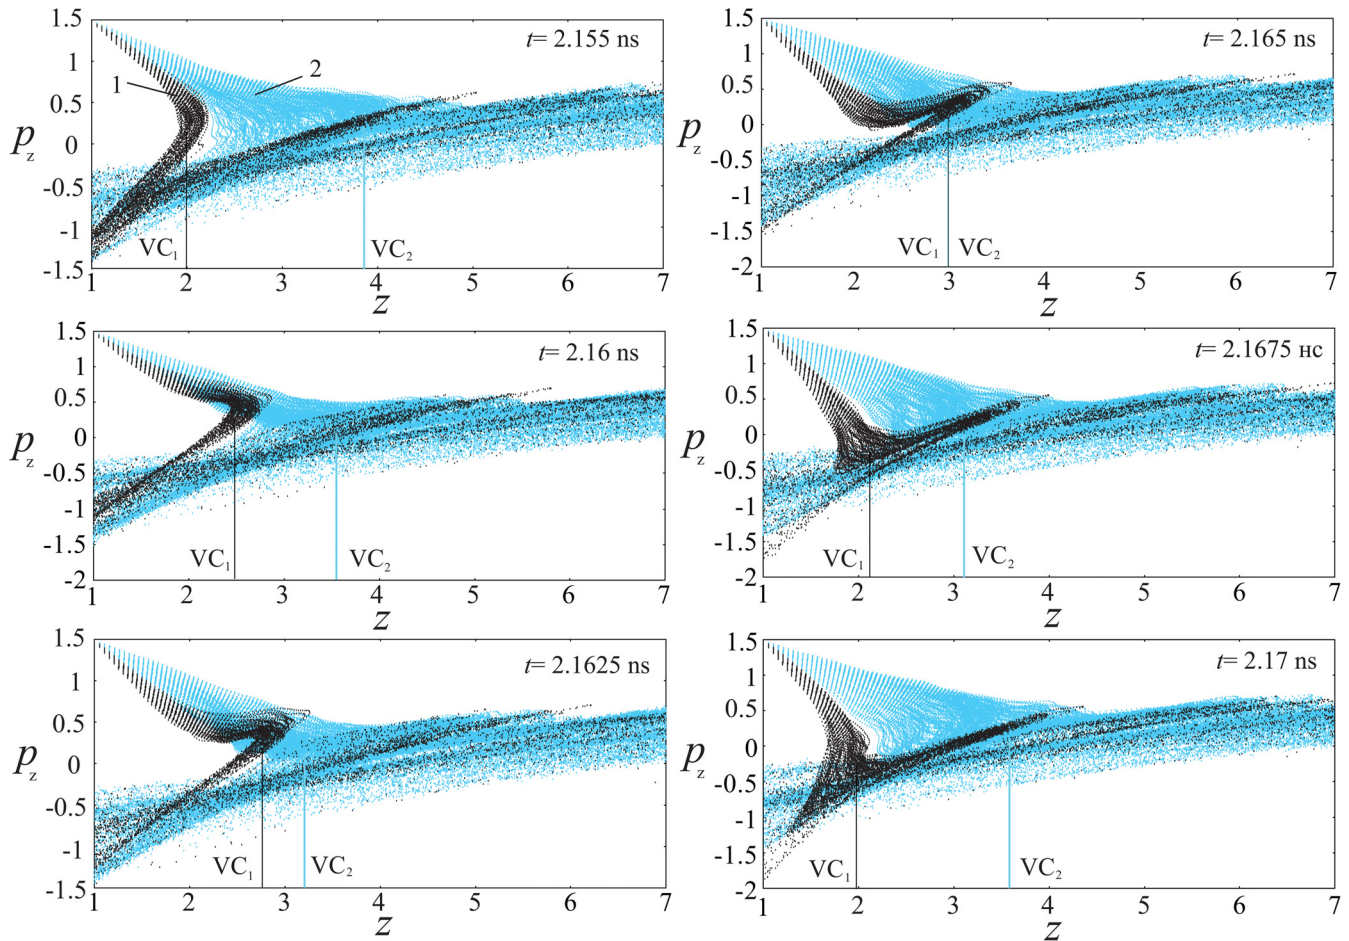 t= 2.155 ns
1.5
1
0.5
0
-0.5
-1
-1.5
p_z
1
2
VC₁
VC₂
1 2 3 4 5 6 7
z
t= 2.165 ns
1.5
1
0.5
0
-0.5
-1
-1.5
-2
p_z
VC₁ VC₂
1 2 3 4 5 6 7
z
t= 2.16 ns
1.5
1
0.5
0
-0.5
-1
-1.5
-2
p_z
VC₁
VC₂
1 2 3 4 5 6 7
z
t= 2.1675 нс
1.5
1
0.5
0
-0.5
-1
-1.5
-2
p_z
VC₁
VC₂
1 2 3 4 5 6 7
z
t= 2.1625 ns
1.5
1
0.5
0
-0.5
-1
-1.5
p_z
VC₁
VC₂
1 2 3 4 5 6 7
z
t= 2.17 ns
1.5
1
0.5
0
-0.5
-1
-1.5
-2
p_z
VC₁
VC₂
1 2 3 4 5 6 7
z